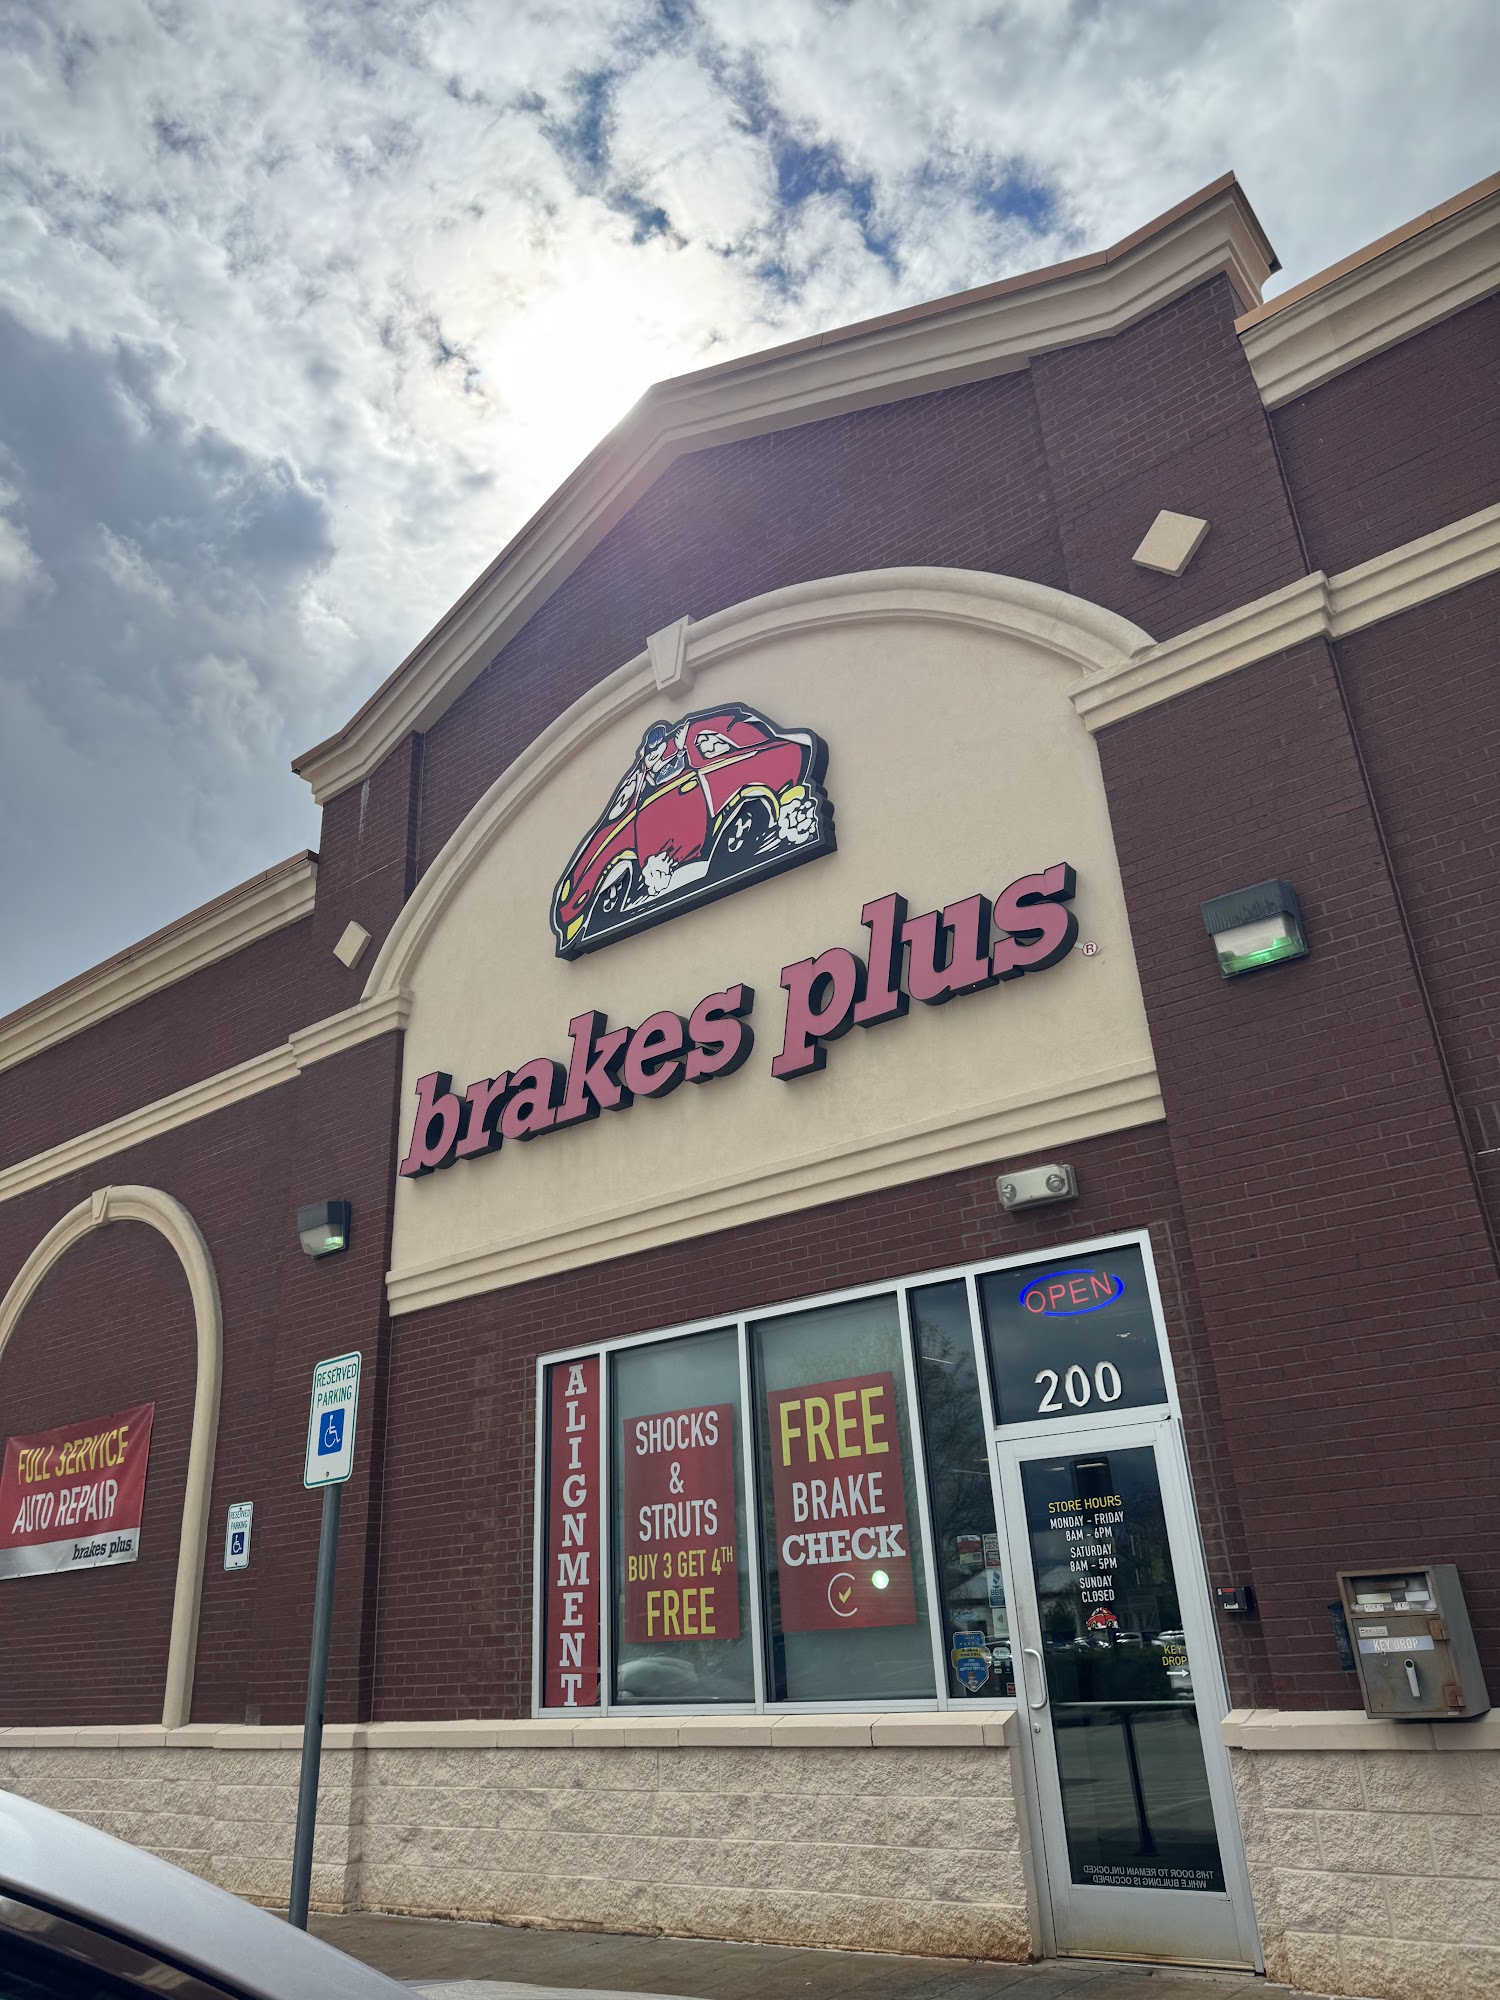 brakes plus®
OPEN
200
RESERVED
PARKING
FULL SERVICE
AUTO REPAIR
brakes plus.
RESERVED
PARKING
ALIGNMENT
SHOCKS
&
STRUTS
BUY 3 GET 4TH
FREE
FREE
BRAKE
CHECK
STORE HOURS
MONDAY - FRIDAY
8AM - 6PM
SATURDAY
8AM - 5PM
SUNDAY
CLOSED
KEY
DROP
KEY DROP
THIS DOOR TO REMAIN UNLOCKED
WHILE BUILDING IS OCCUPIED